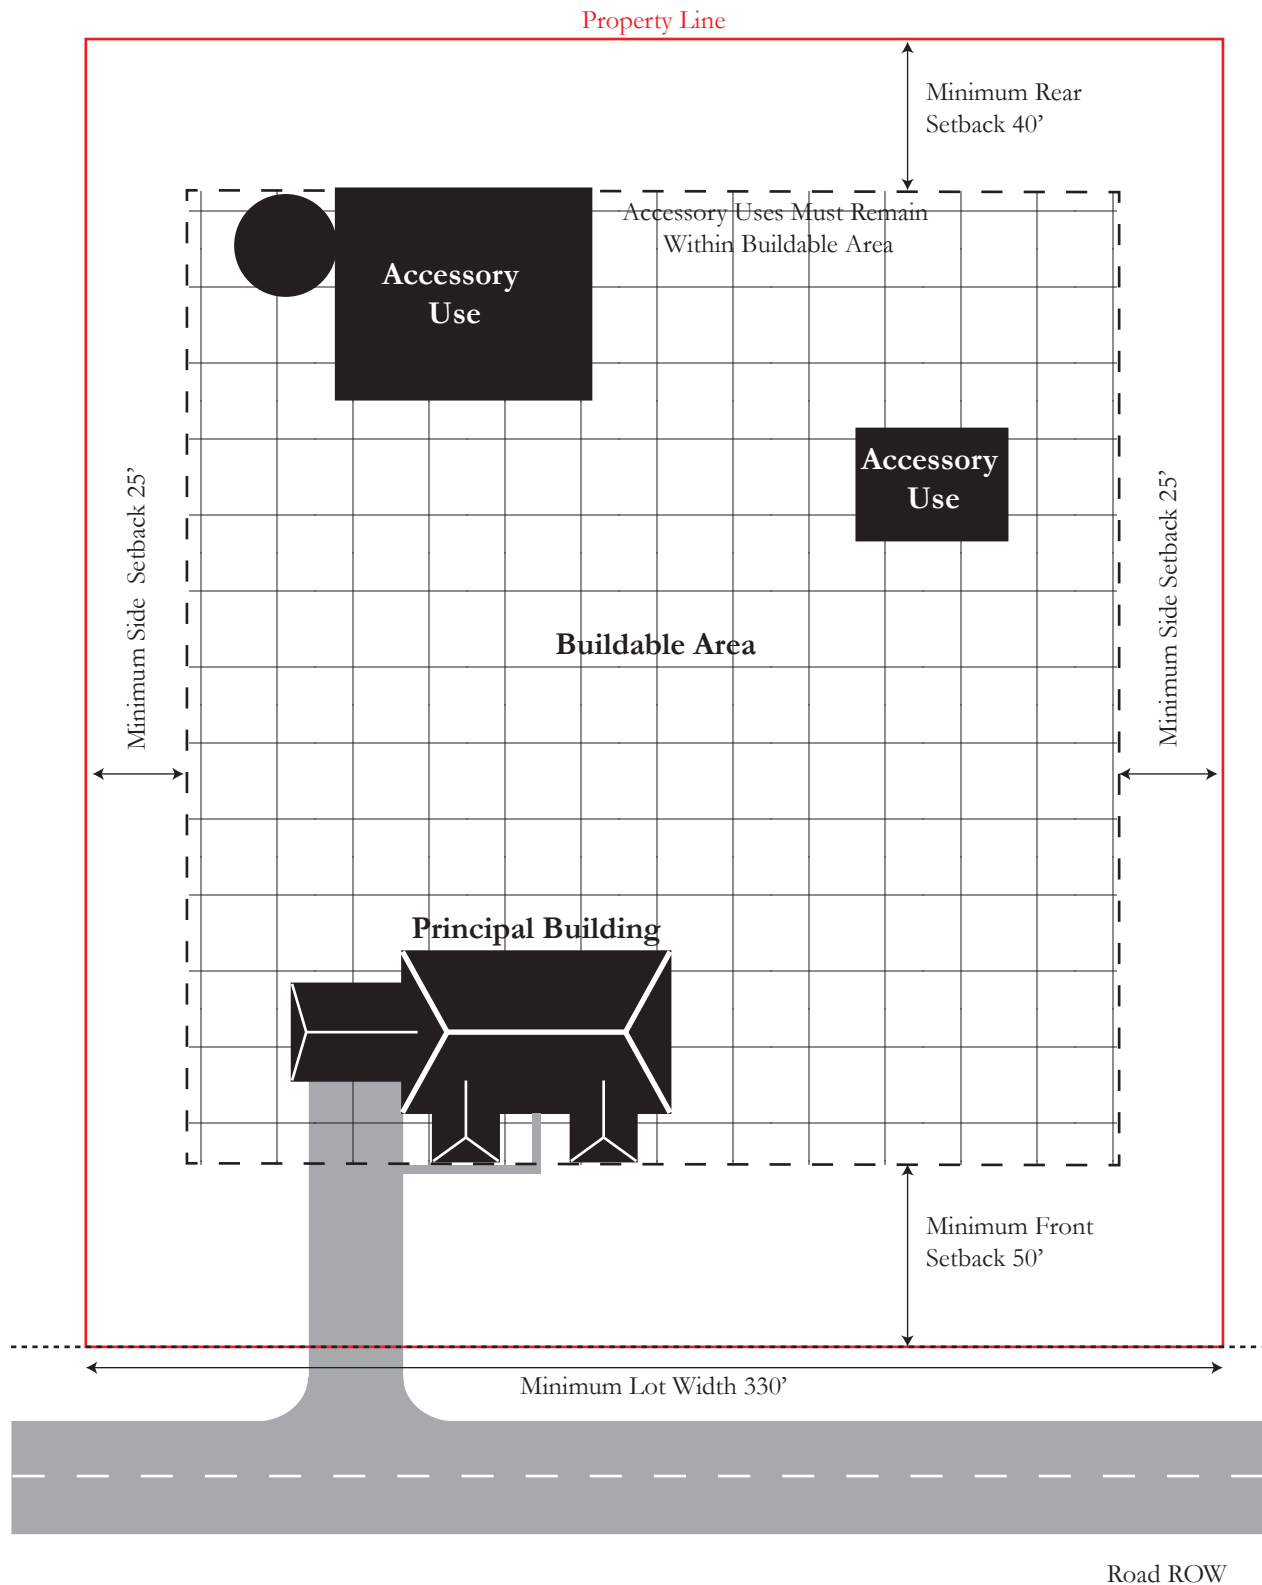 Property Line
Minimum Rear
Setback 40’
Accessory Uses Must Remain
Within Buildable Area
Accessory
Use
Accessory
Use
Minimum Side  Setback 25’
Minimum Side Setback 25’
Buildable Area
Principal Building
Minimum Front
Setback 50’
Minimum Lot Width 330’
Road ROW